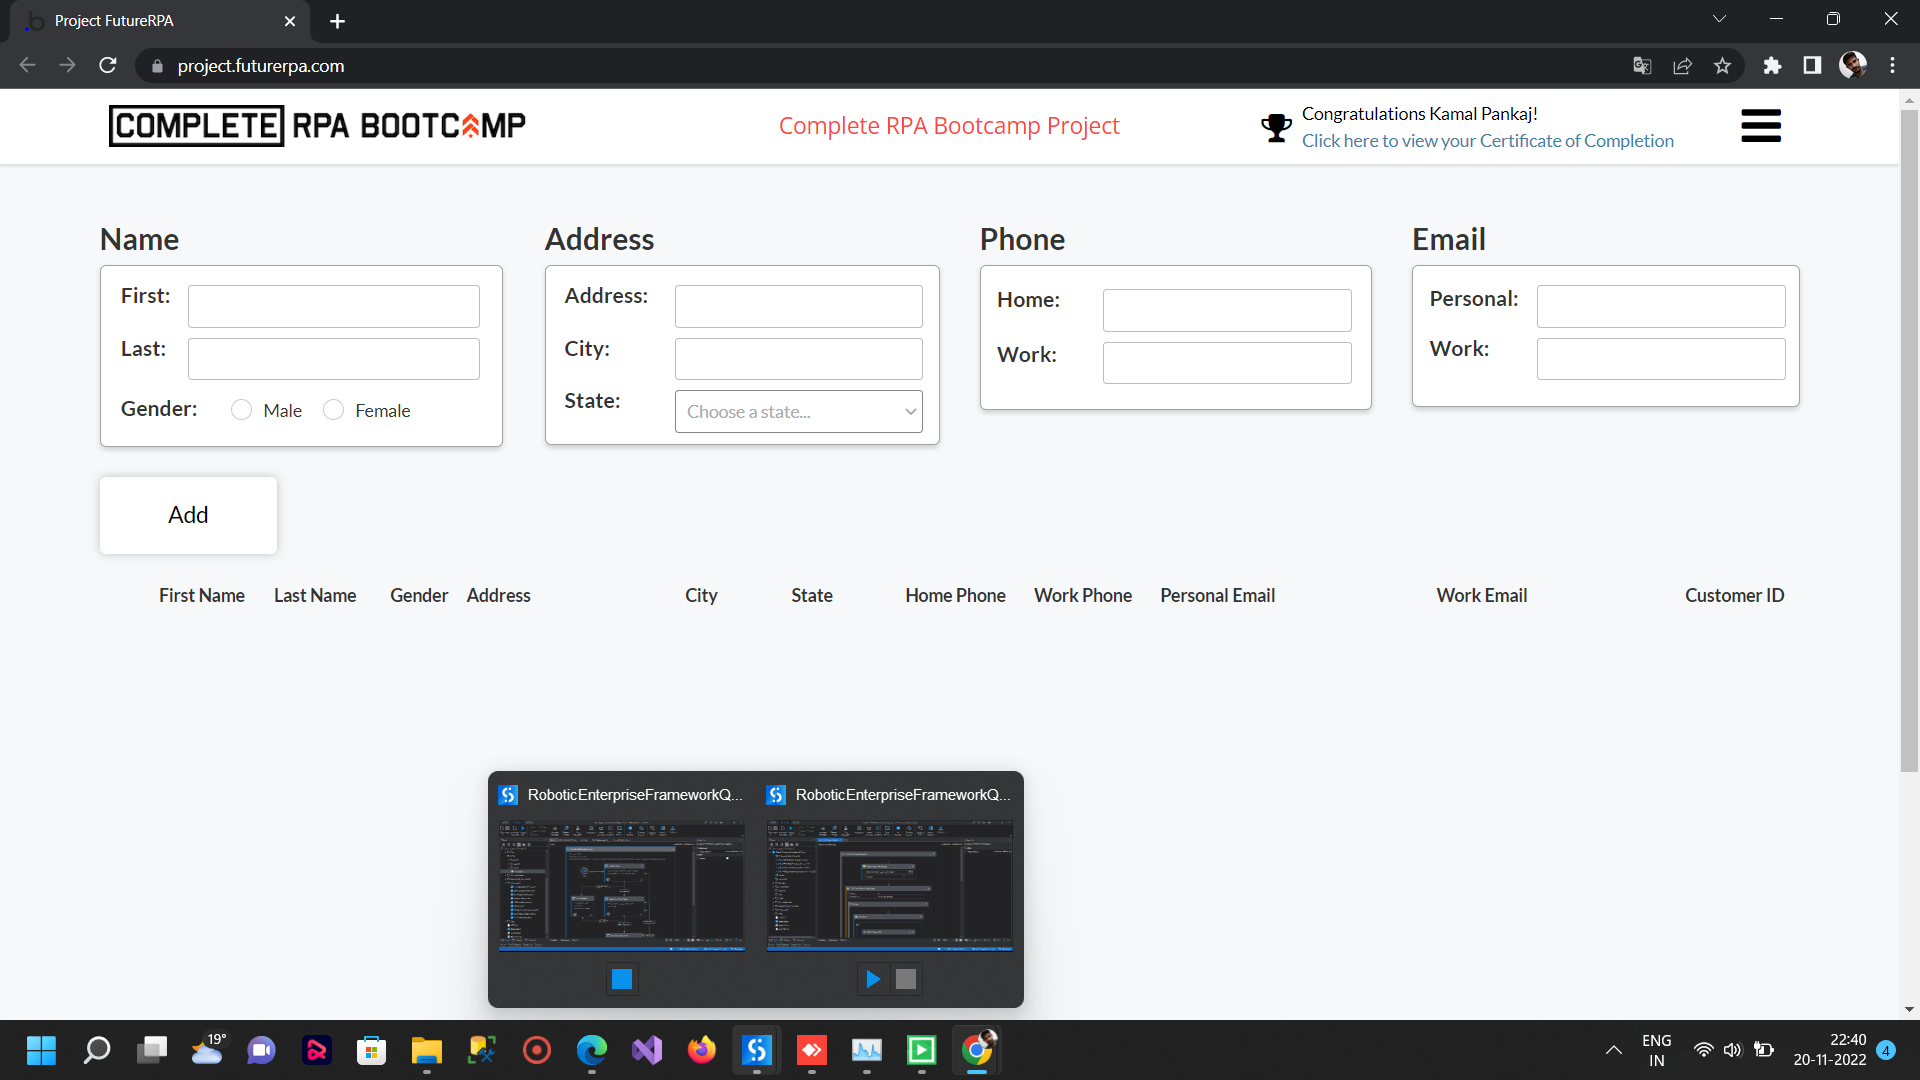 Project FutureRPA
project.futurerpa.com
COMPLETE RPA BOOTCAMP
Complete RPA Bootcamp Project
Congratulations Kamal Pankaj!
Click here to view your Certificate of Completion
Name
Address
Phone
Email
First:
Address:
Home:
Personal:
Last:
City:
Work:
Work:
Gender:
Male
Female
State:
Choose a state...
Add
First Name Last Name Gender Address City State Home Phone Work Phone Personal Email Work Email Customer ID
RoboticEnterpriseFrameworkQ...
RoboticEnterpriseFrameworkQ...
19°
ENG
IN
22:40
20-11-2022
4